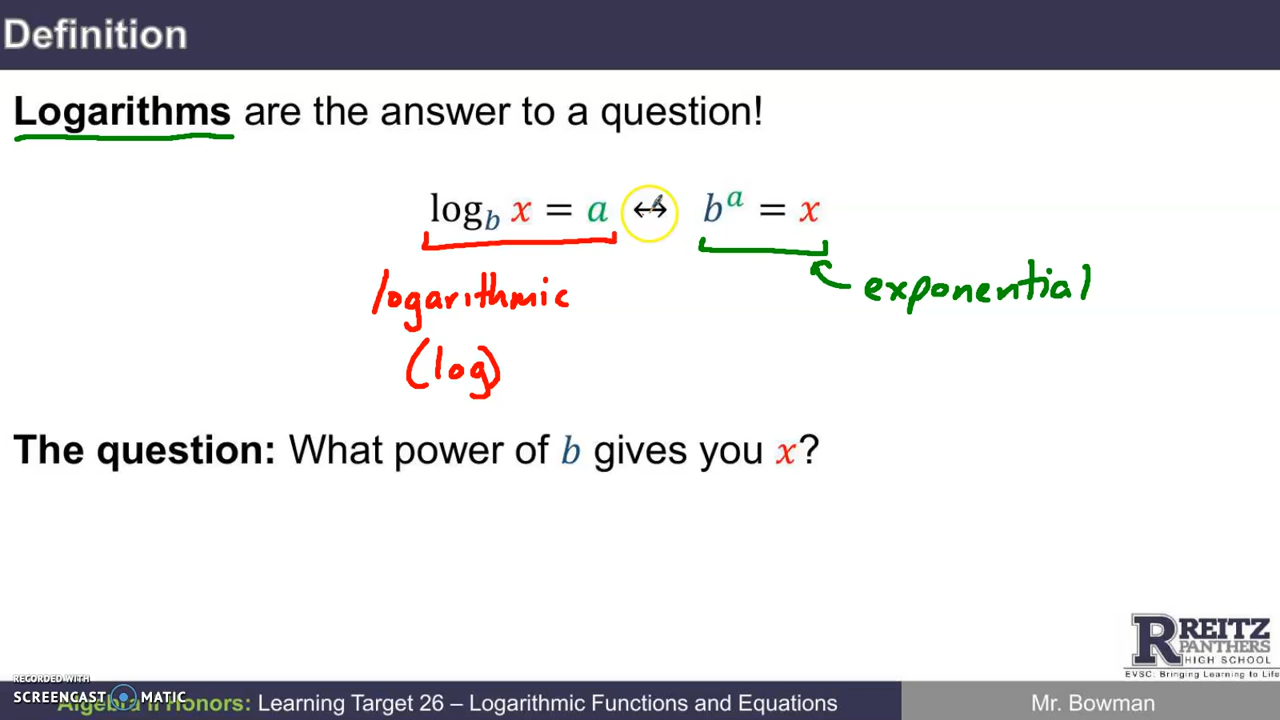 Definition
Logarithms are the answer to a question!
log_b x = a ↔ b^a = x
logarithmic
exponential
(log)
The question: What power of b gives you x?
REITZ
PANTHERS
HIGH SCHOOL
EVSC: Bringing Learning to Life
RECORDED WITH
SCREENCAST MATIC
Algebra II Honors: Learning Target 26 – Logarithmic Functions and Equations
Mr. Bowman